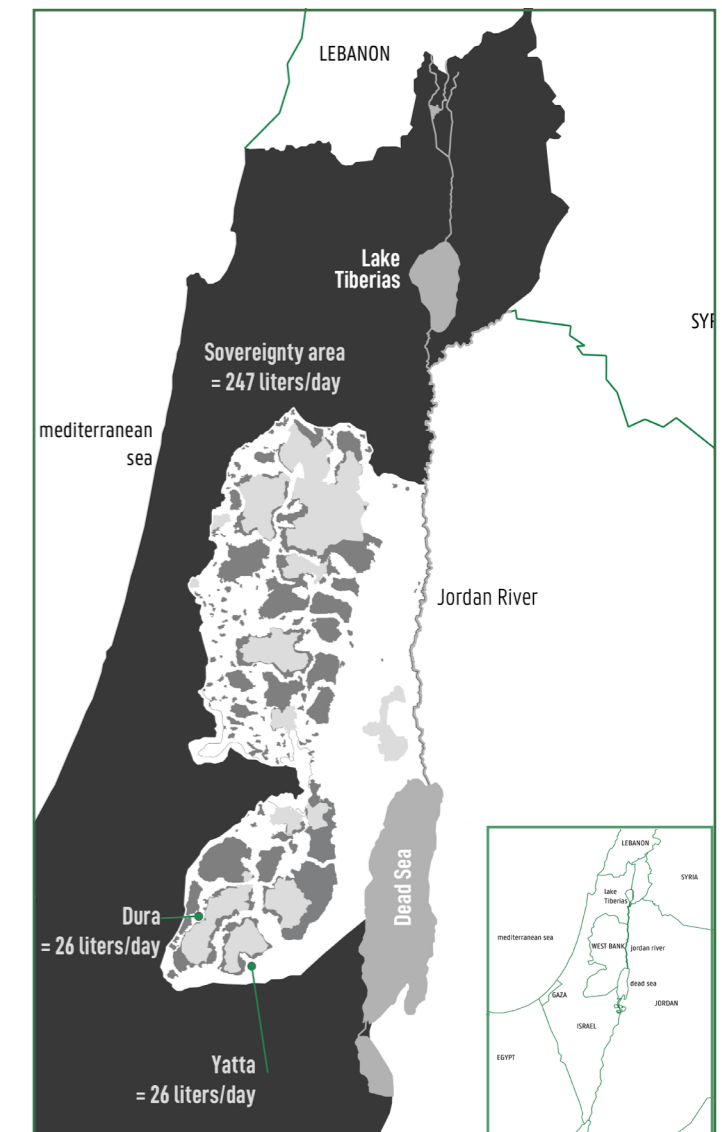 LEBANON
Lake
Tiberias
SYR
Sovereignty area
= 247 liters/day
mediterranean
sea
Jordan River
Dead Sea
Dura
= 26 liters/day
Yatta
= 26 liters/day
LEBANON
SYRIA
lake
Tiberias
mediterranean sea
WEST BANK
jordan river
dead sea
GAZA
JORDAN
ISRAEL
EGYPT